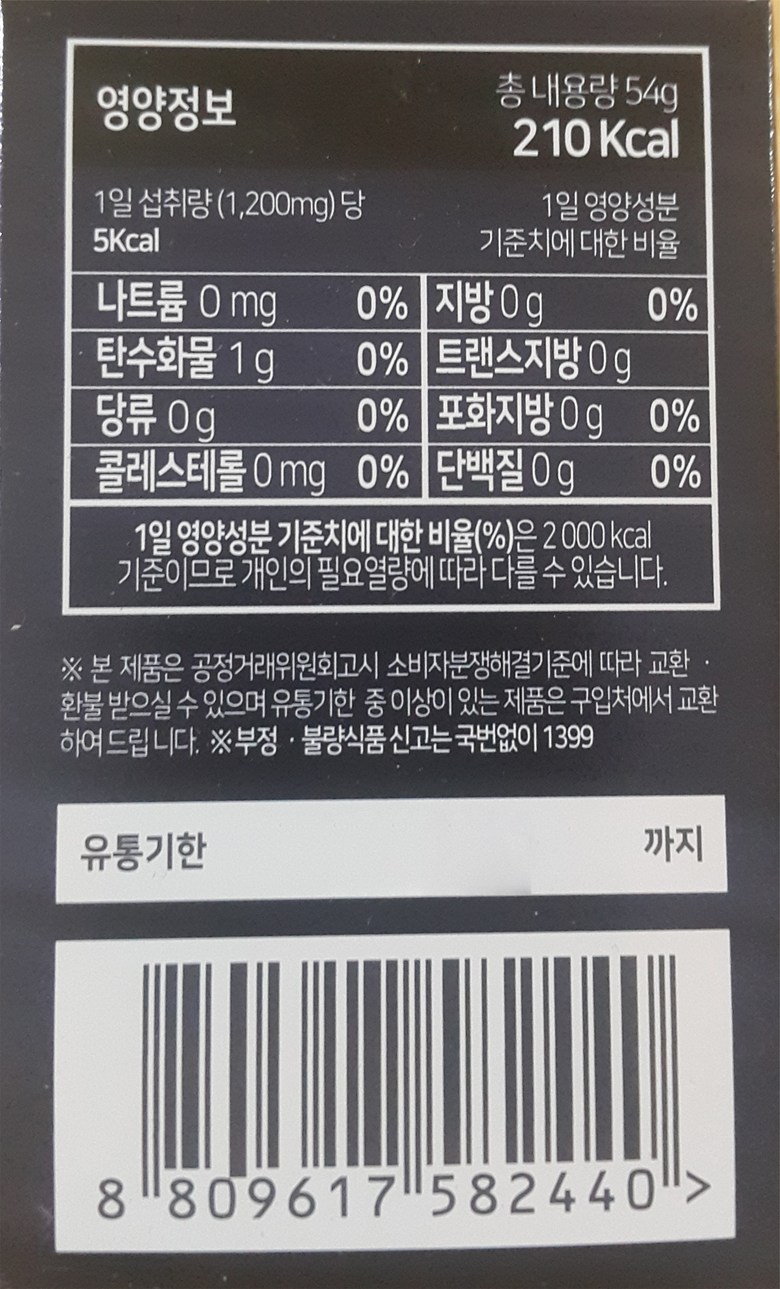 영양정보
총 내용량 54g
210 Kcal
1일 섭취량 (1,200mg) 당
5Kcal
1일 영양성분
기준치에 대한 비율
나트륨 0 mg 0% 지방 0 g 0%
탄수화물 1 g 0% 트랜스지방 0 g
당류 0 g 0% 포화지방 0 g 0%
콜레스테롤 0 mg 0% 단백질 0 g 0%
1일 영양성분 기준치에 대한 비율(%)은 2 000 kcal
기준이므로 개인의 필요열량에 따라 다를 수 있습니다.
※ 본 제품은 공정거래위원회고시 소비자분쟁해결기준에 따라 교환 ·
환불 받으실 수 있으며 유통기한 중 이상이 있는 제품은 구입처에서 교환
하여 드립니다. ※부정 · 불량식품 신고는 국번없이 1399
유통기한 까지
8 809617 582440 >